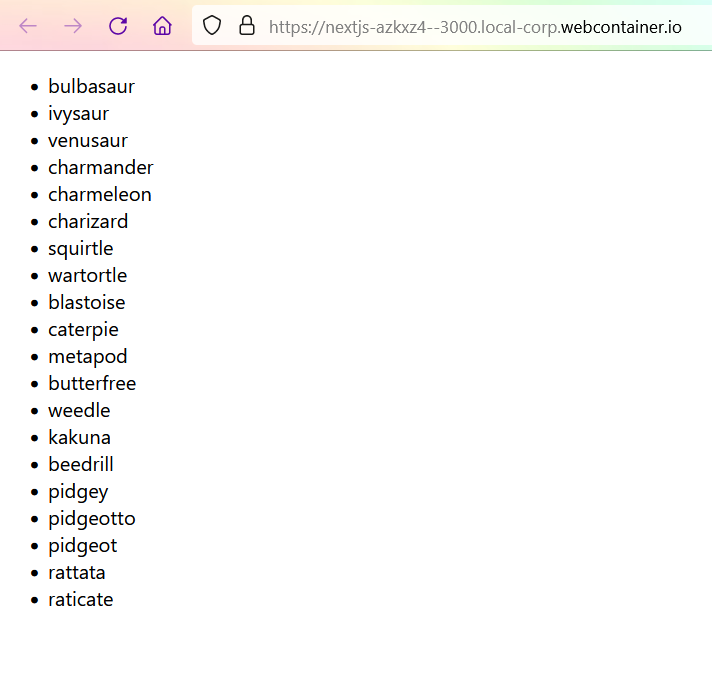 https://nextjs-azkxz4--3000.local-corp.webcontainer.io
bulbasaur
ivysaur
venusaur
charmander
charmeleon
charizard
squirtle
wartortle
blastoise
caterpie
metapod
butterfree
weedle
kakuna
beedrill
pidgey
pidgeotto
pidgeot
rattata
raticate